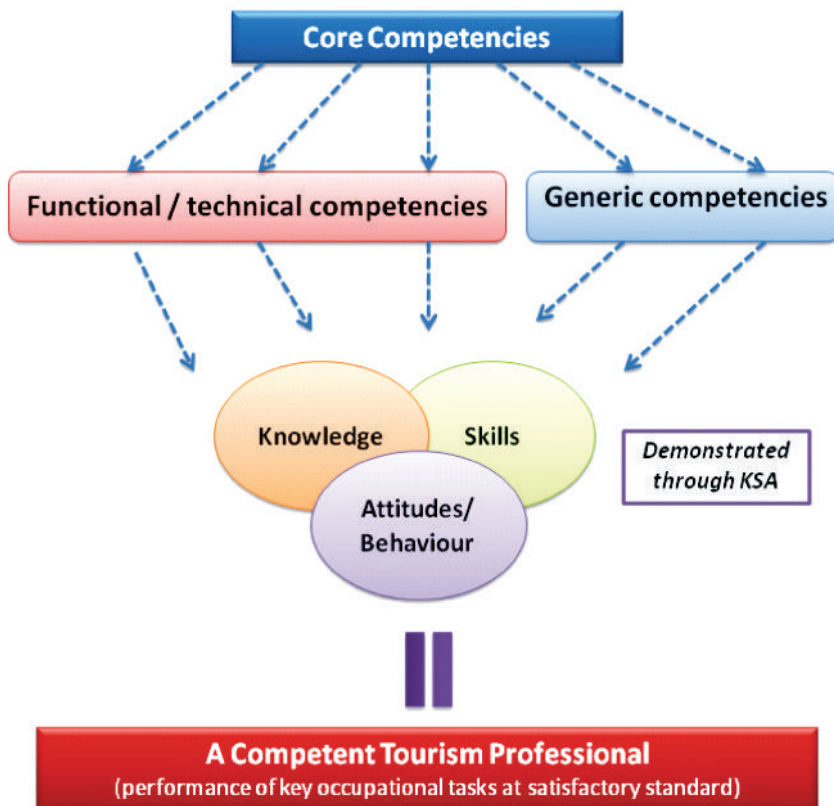 Core Competencies
Functional / technical competencies
Generic competencies
Knowledge
Skills
Attitudes/
Behaviour
Demonstrated
through KSA
A Competent Tourism Professional
(performance of key occupational tasks at satisfactory standard)